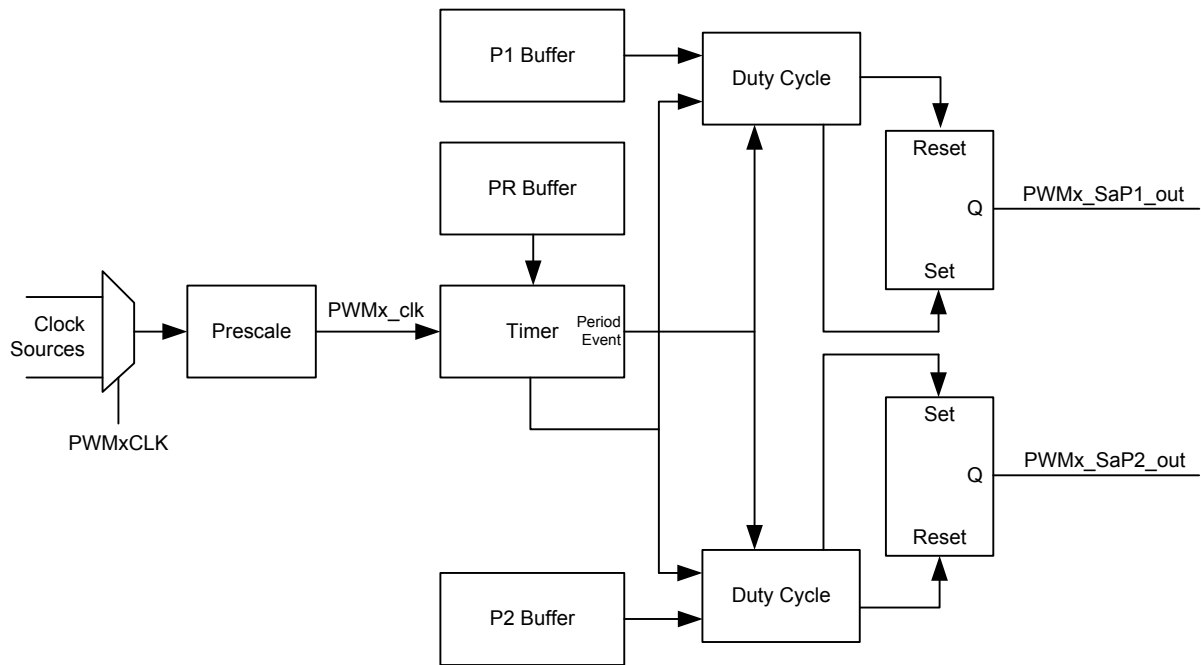 P1 Buffer
Duty Cycle
Reset
Q
Set
PWMx_SaP1_out
PR Buffer
Clock
Sources
PWMxCLK
Prescale
PWMx_clk
Timer
Period
Event
Set
Q
Reset
PWMx_SaP2_out
P2 Buffer
Duty Cycle